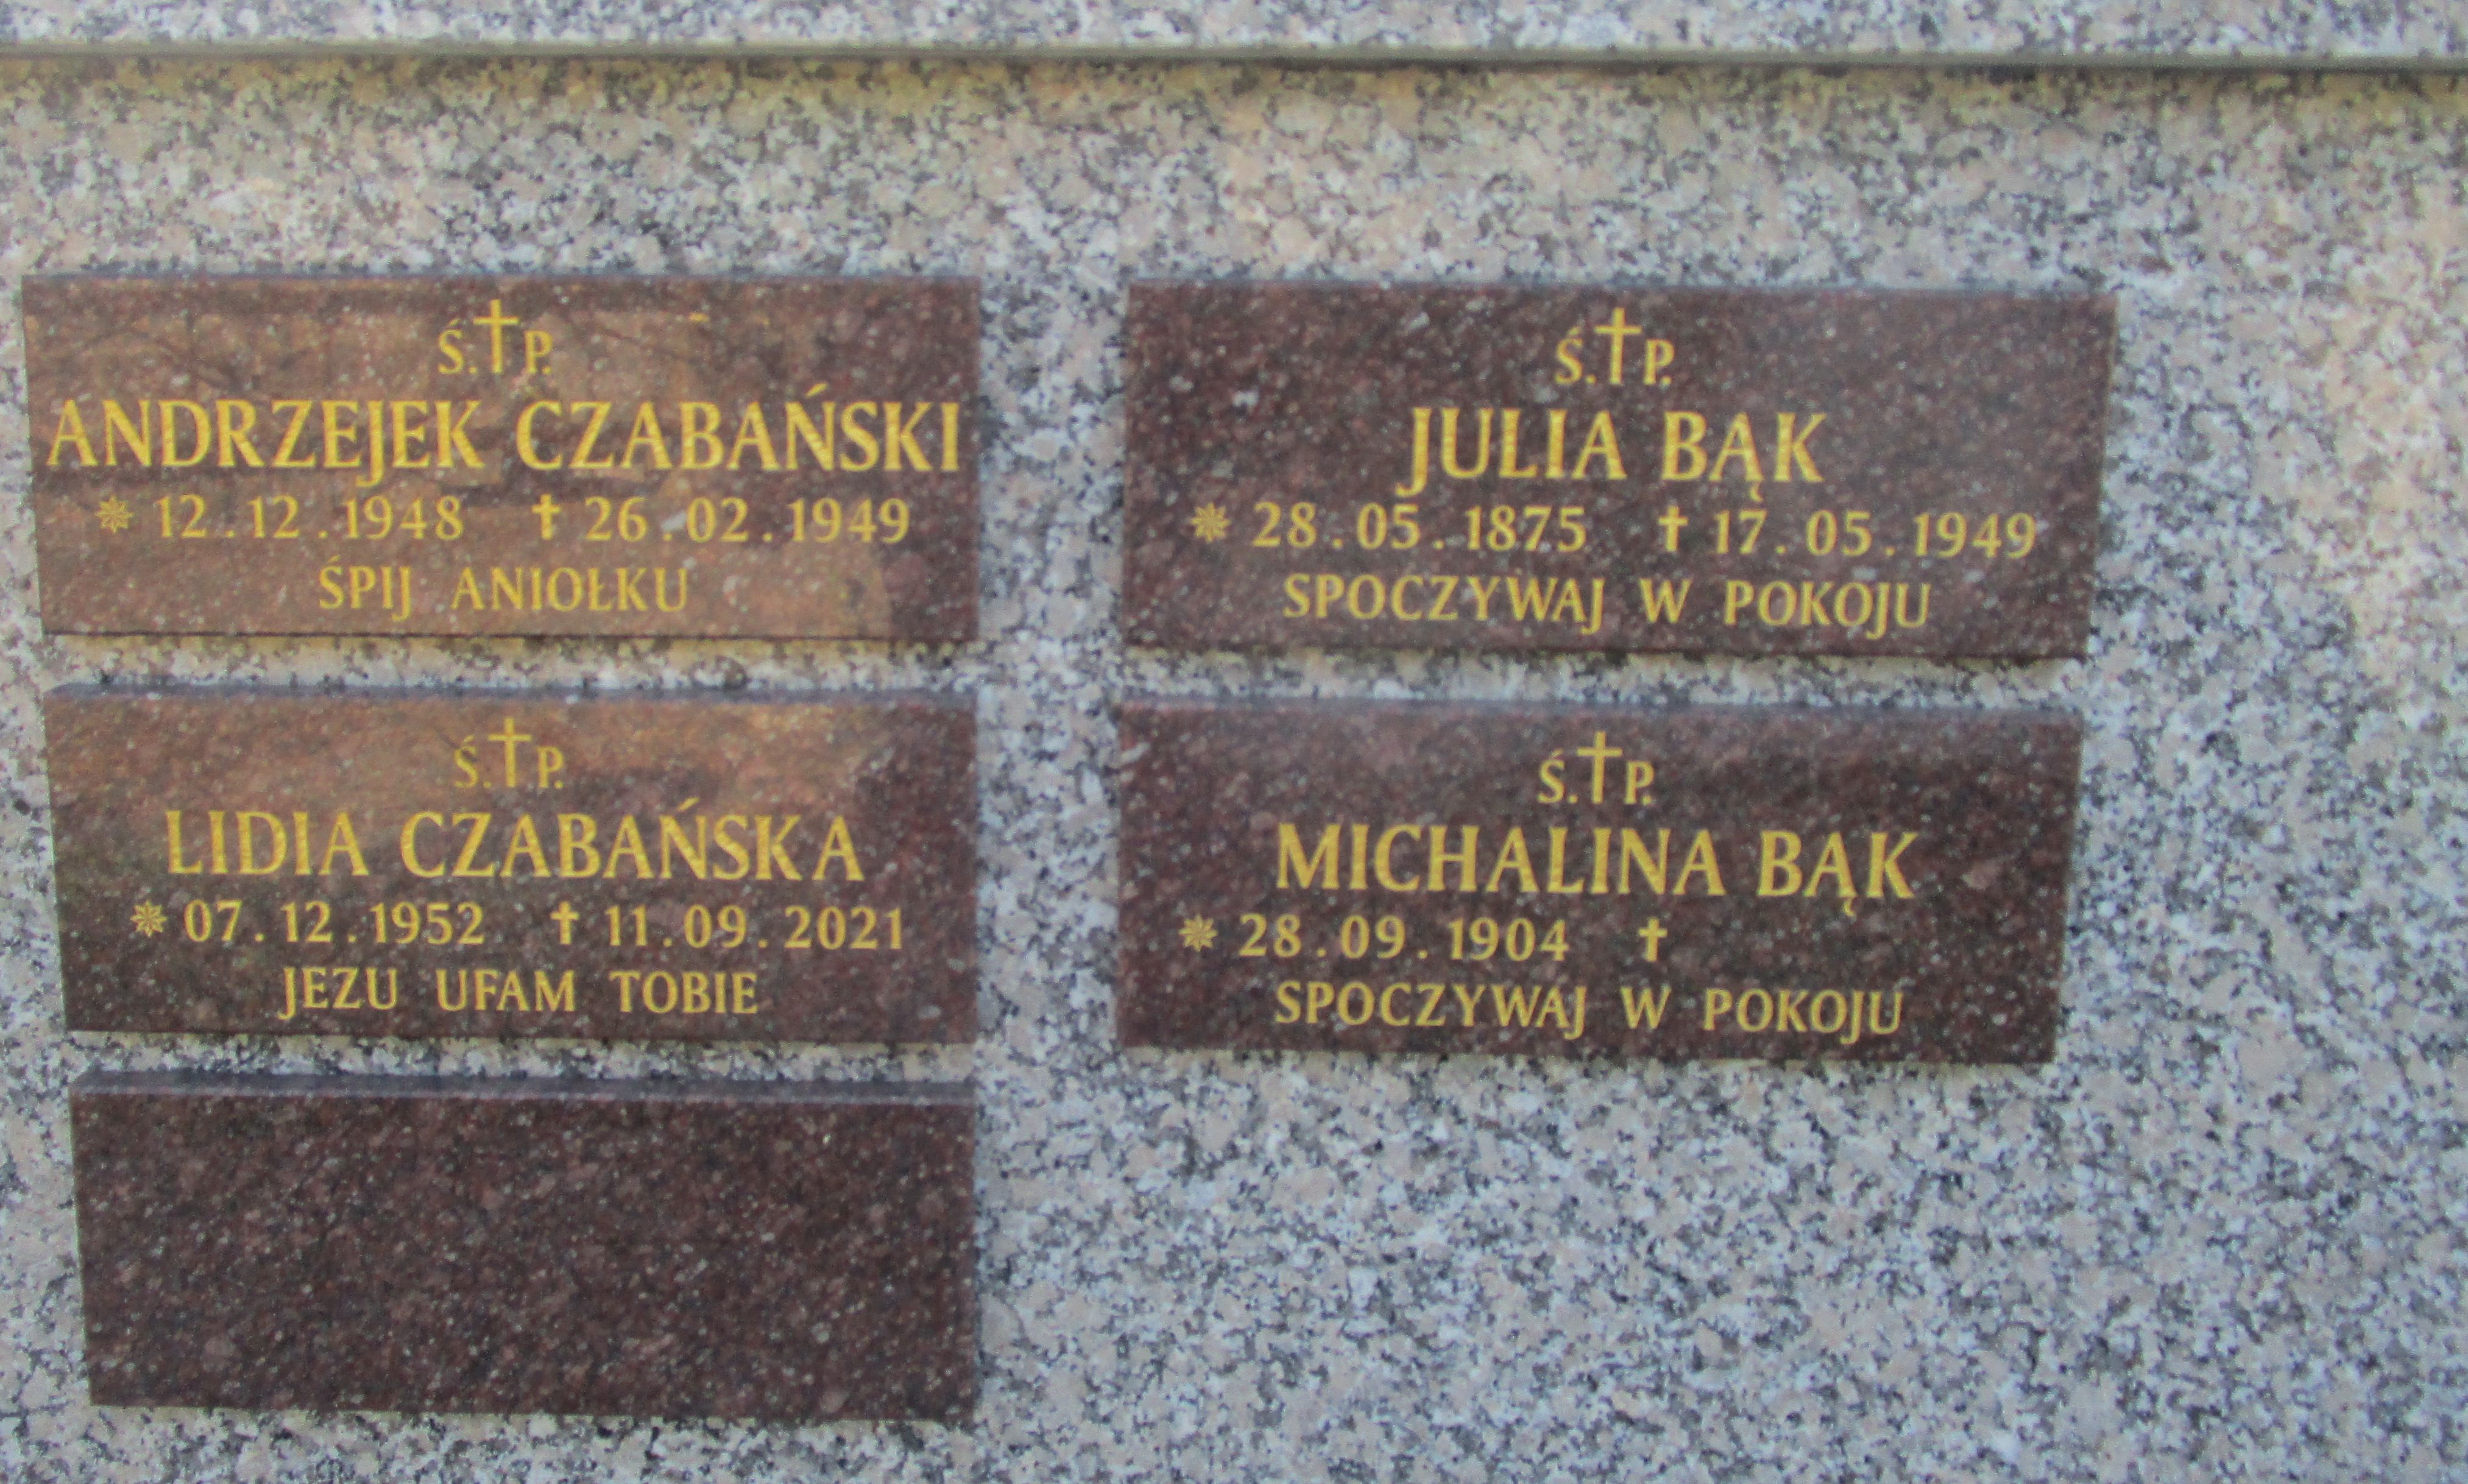 Ś.✝P.
ANDRZEJEK CZABAŃSKI
✵ 12.12.1948 ✝ 26.02.1949
ŚPIJ ANIOŁKU
Ś.✝P.
LIDIA CZABAŃSKA
✵ 07.12.1952 ✝ 11.09.2021
JEZU UFAM TOBIE
Ś.✝P.
JULIA BĄK
✵ 28.05.1875 ✝ 17.05.1949
SPOCZYWAJ W POKOJU
Ś.✝P.
MICHALINA BĄK
✵ 28.09.1904 ✝
SPOCZYWAJ W POKOJU